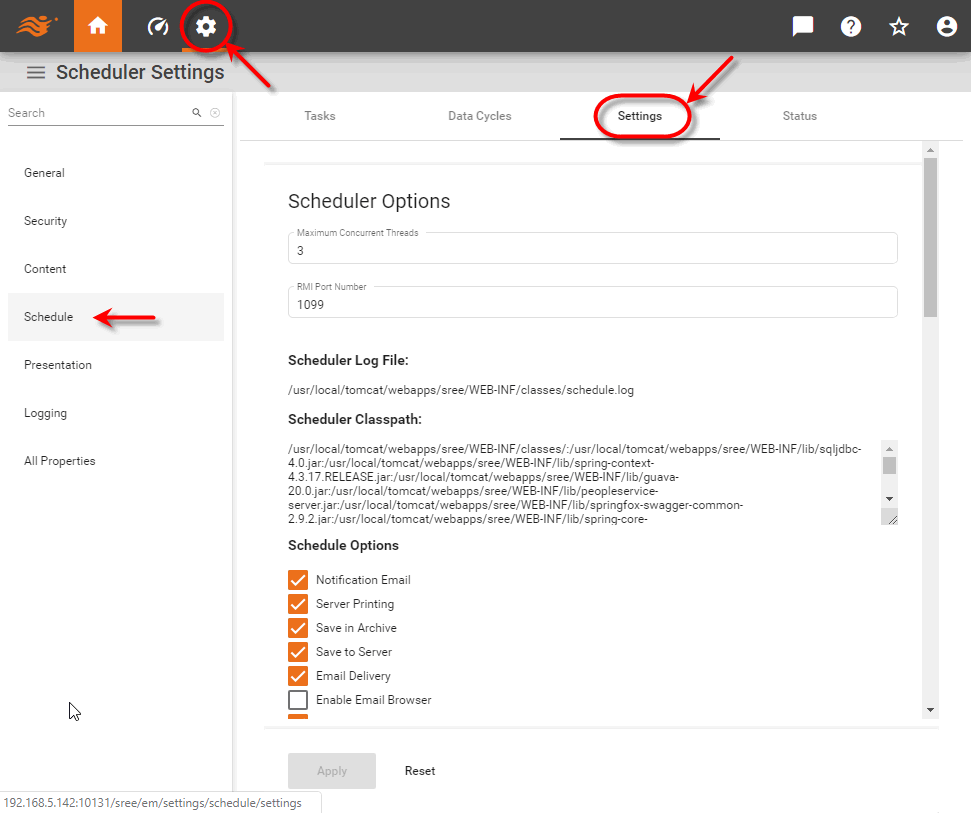 Scheduler Settings
Search
General
Security
Content
Schedule
Presentation
Logging
All Properties
Tasks
Data Cycles
Settings
Status
Scheduler Options
Maximum Concurrent Threads
3
RMI Port Number
1099
Scheduler Log File:
/usr/local/tomcat/webapps/sree/WEB-INF/classes/schedule.log
Scheduler Classpath:
/usr/local/tomcat/webapps/sree/WEB-INF/classes/:/usr/local/tomcat/webapps/sree/WEB-INF/lib/sqljdbc-
4.0.jar:/usr/local/tomcat/webapps/sree/WEB-INF/lib/spring-context-
4.3.17.RELEASE.jar:/usr/local/tomcat/webapps/sree/WEB-INF/lib/guava-
20.0.jar:/usr/local/tomcat/webapps/sree/WEB-INF/lib/peopleservice-
server.jar:/usr/local/tomcat/webapps/sree/WEB-INF/lib/springfox-swagger-common-
2.9.2.jar:/usr/local/tomcat/webapps/sree/WEB-INF/lib/spring-core-
Schedule Options
Notification Email
Server Printing
Save in Archive
Save to Server
Email Delivery
Enable Email Browser
Apply
Reset
192.168.5.142:10131/sree/em/settings/schedule/settings